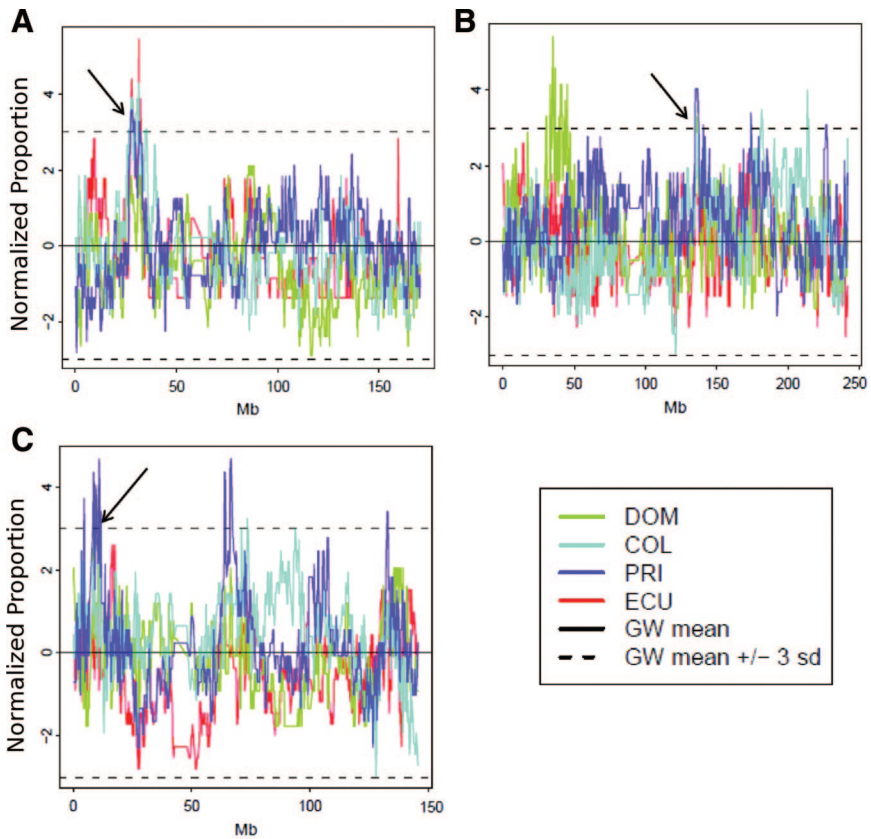 A
Normalized Proportion
4
2
0
-2
0
50
100
150
Mb
B
4
2
0
-2
0
50
100
150
200
250
Mb
C
Normalized Proportion
4
2
0
-2
0
50
100
150
Mb
DOM
COL
PRI
ECU
GW mean
GW mean +/− 3 sd